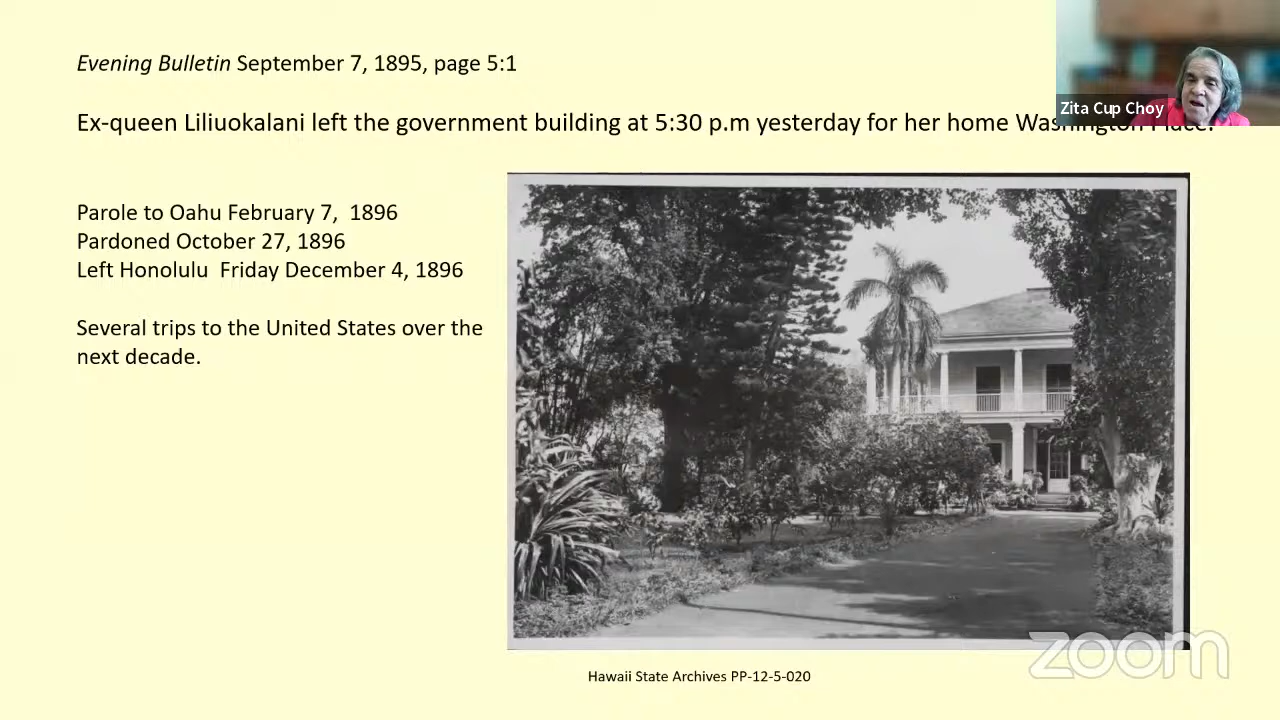 Evening Bulletin September 7, 1895, page 5:1
Zita Cup Choy
Ex-queen Liliuokalani left the government building at 5:30 p.m yesterday for her home Washington Place.
Parole to Oahu February 7, 1896
Pardoned October 27, 1896
Left Honolulu Friday December 4, 1896
Several trips to the United States over the
next decade.
zoom
Hawaii State Archives PP-12-5-020